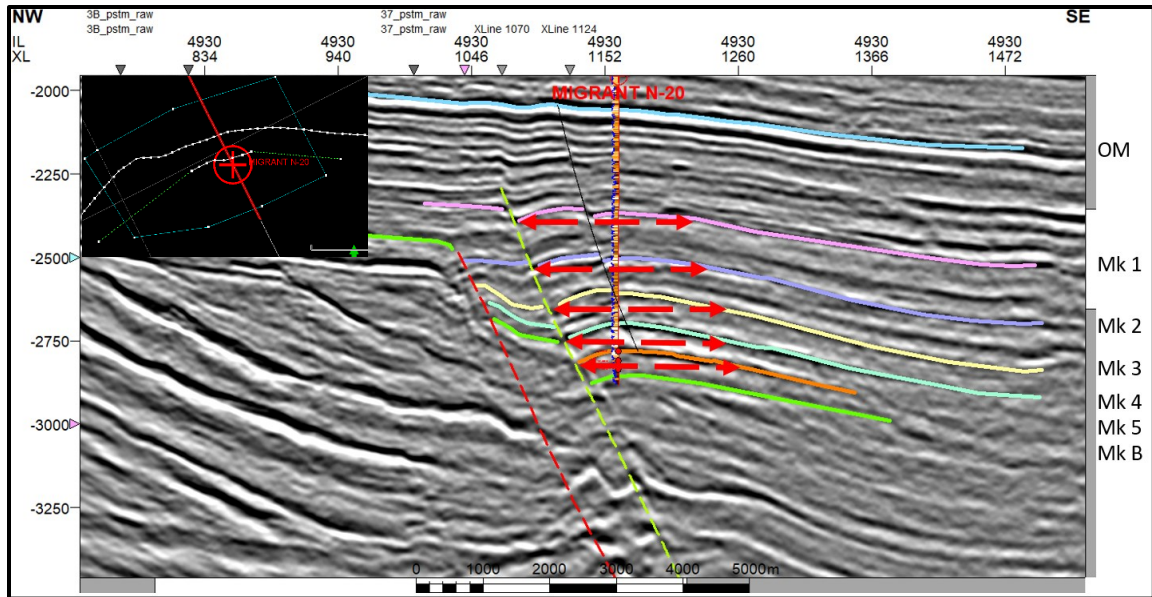 NW 3B_pstm_raw 37_pstm_raw SE
3B_pstm_raw 37_pstm_raw XLine 1070 XLine 1124
IL 4930 4930 4930 4930 4930 4930 4930
XL 834 940 1046 1152 1260 1366 1472
MIGRANT N-20
MIGRANT N-20
-2000
-2250
-2500
-2750
-3000
-3250
OM
Mk 1
Mk 2
Mk 3
Mk 4
Mk 5
Mk B
0 1000 2000 3000 4000 5000m